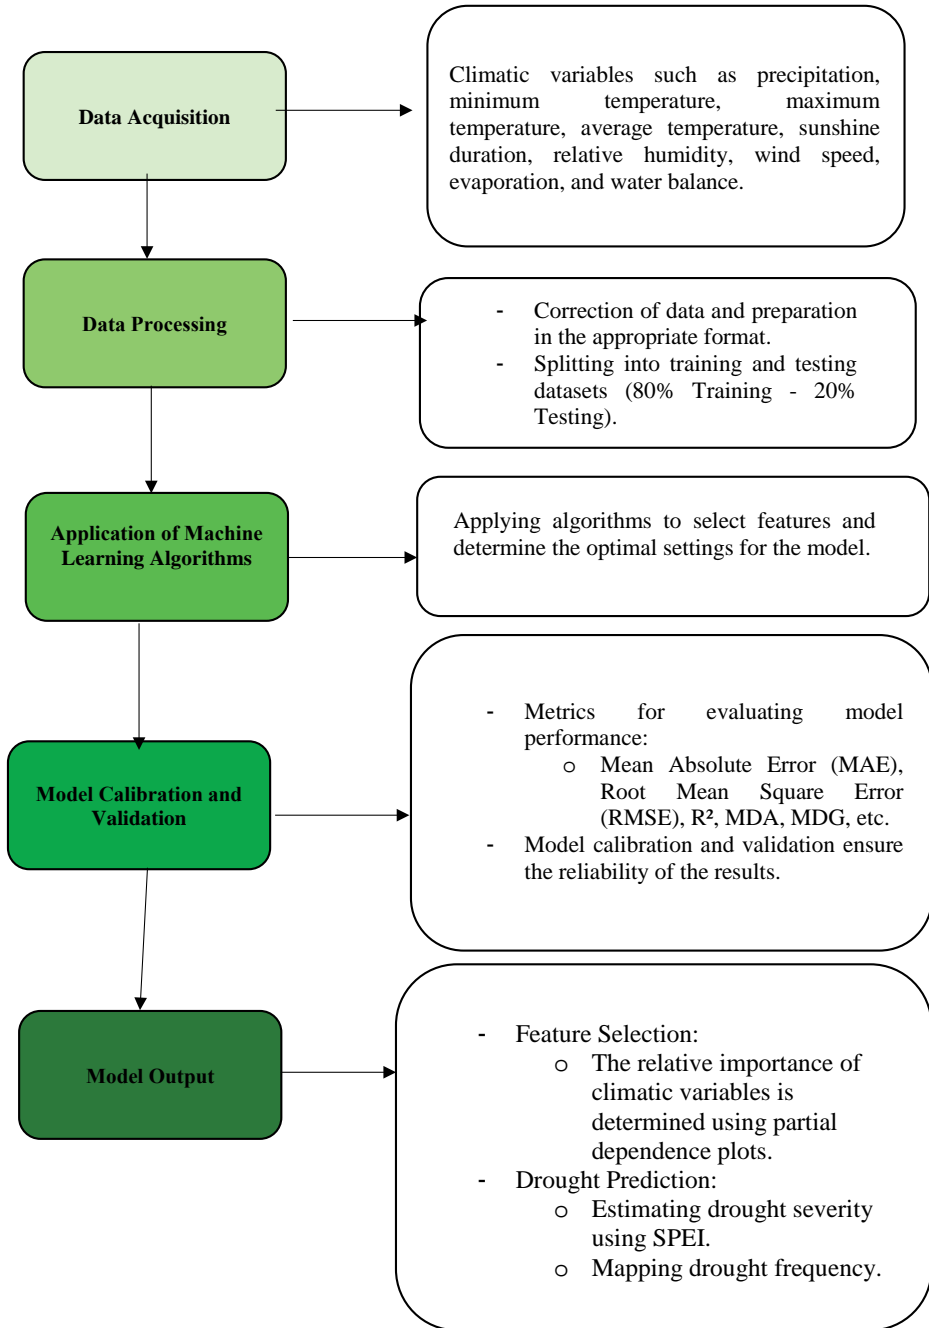 Data Acquisition
Climatic variables such as precipitation,
minimum temperature, maximum
temperature, average temperature, sunshine
duration, relative humidity, wind speed,
evaporation, and water balance.
Data Processing
- Correction of data and preparation
in the appropriate format.
- Splitting into training and testing
datasets (80% Training - 20%
Testing).
Application of Machine
Learning Algorithms
Applying algorithms to select features and
determine the optimal settings for the model.
Model Calibration and
Validation
- Metrics for evaluating model
performance:
o Mean Absolute Error (MAE),
Root Mean Square Error
(RMSE), R², MDA, MDG, etc.
- Model calibration and validation ensure
the reliability of the results.
Model Output
- Feature Selection:
o The relative importance of
climatic variables is
determined using partial
dependence plots.
- Drought Prediction:
o Estimating drought severity
using SPEI.
o Mapping drought frequency.